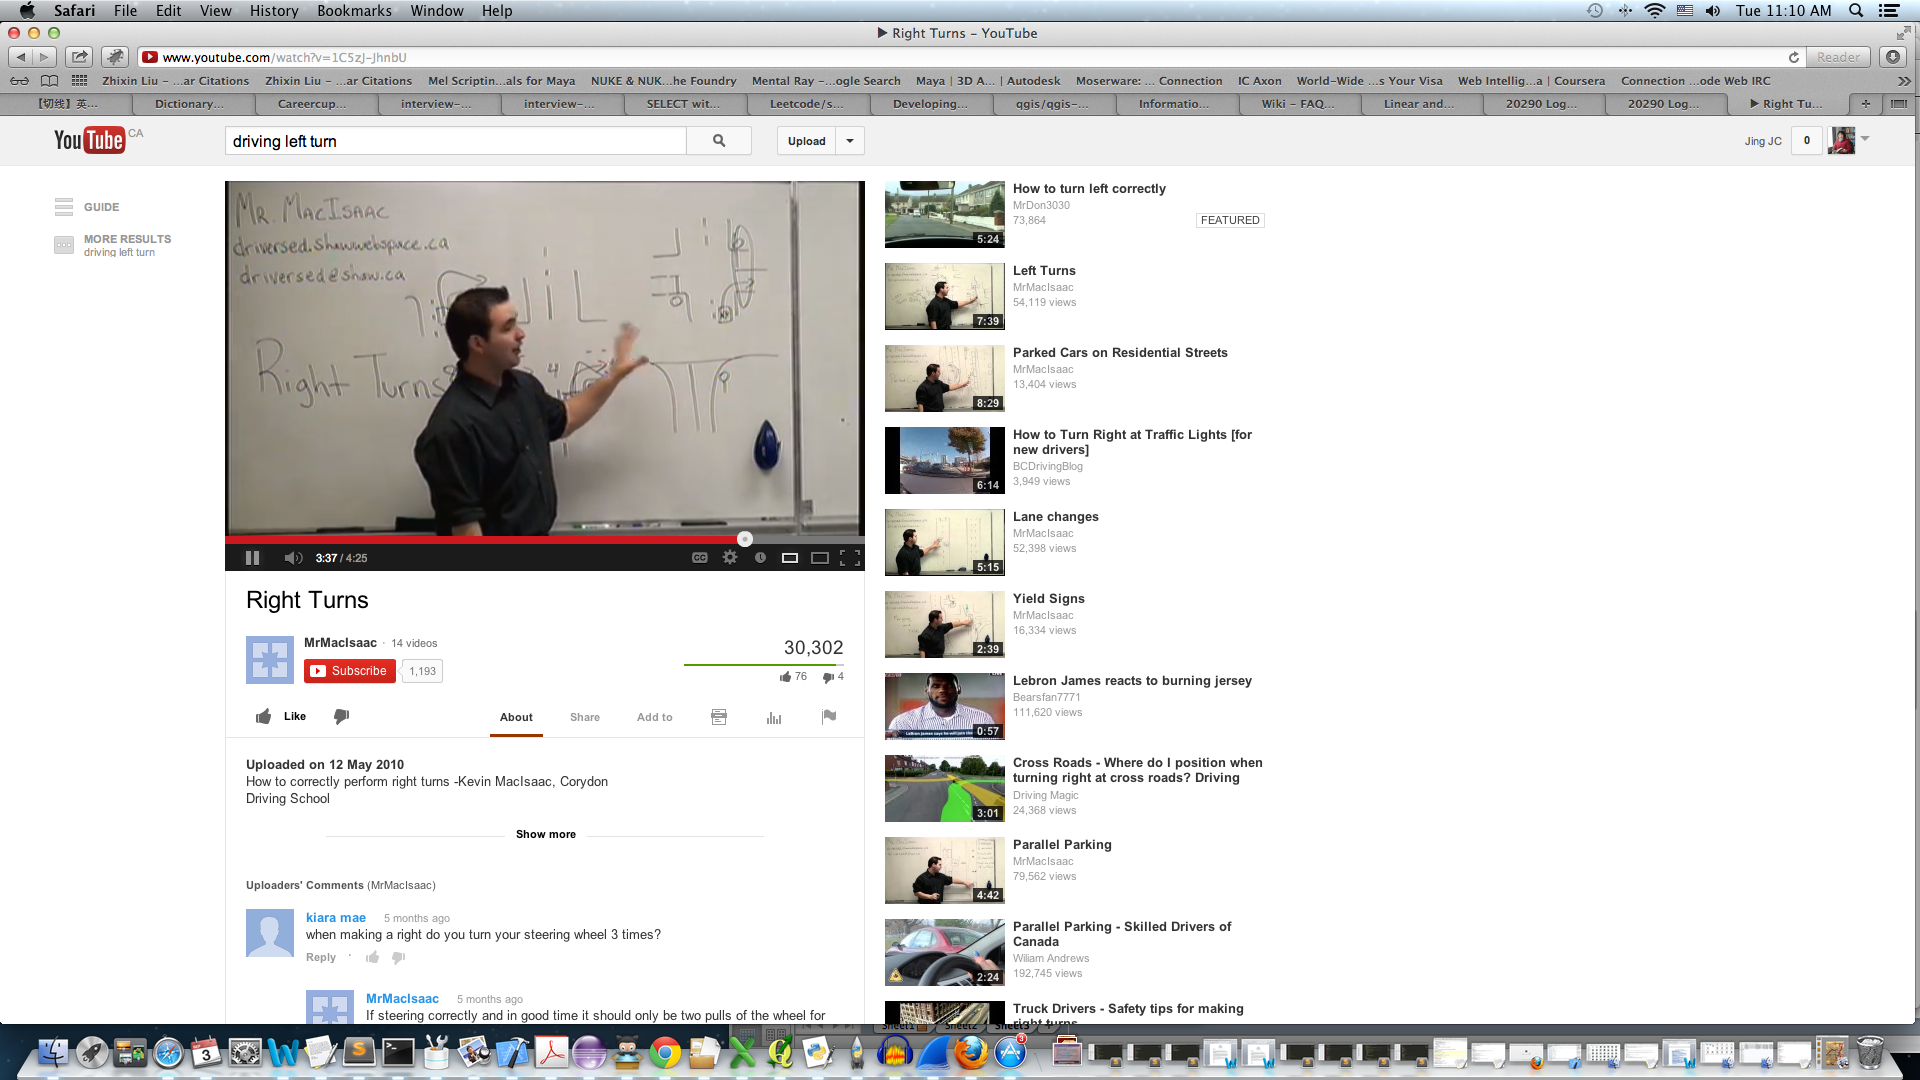 Safari File Edit View History Bookmarks Window Help
Tue 11:10 AM
Right Turns – YouTube
www.youtube.com/watch?v=1C5zJ-JhnbU
Reader
Zhixin Liu – ...ar Citations Zhixin Liu – ...ar Citations Mel Scriptin...als for Maya NUKE & NUK...he Foundry Mental Ray –...ogle Search Maya | 3D A... | Autodesk Moserware: ... Connection IC Axon World-Wide ...s Your Visa Web Intellig...a | Coursera Connection ...ode Web IRC
【切线】英... Dictionary... Careercup... interview–... interview–... SELECT wit... Leetcode/s... Developing... qgis/qgis–... Informatio... Wiki – FAQ... Linear and... 20290 Log... 20290 Log... Right Tu...
YouTube CA
driving left turn
Upload
Jing JC
0
GUIDE
MORE RESULTS
driving left turn
MR. MACISAAC
driversed.shawwebspace.ca
driversed@shaw.ca
Right Turns
3:37 / 4:25
CC
Right Turns
MrMacIsaac · 14 videos
Subscribe 1,193
30,302
76 4
Like
About Share Add to
Uploaded on 12 May 2010
How to correctly perform right turns -Kevin MacIsaac, Corydon
Driving School
Show more
Uploaders' Comments (MrMacIsaac)
kiara mae 5 months ago
when making a right do you turn your steering wheel 3 times?
Reply ·
MrMacIsaac 5 months ago
If steering correctly and in good time it should only be two pulls of the wheel for
How to turn left correctly
MrDon3030
73,864
FEATURED
5:24
Left Turns
MrMacIsaac
54,119 views
7:39
Parked Cars on Residential Streets
MrMacIsaac
13,404 views
8:29
How to Turn Right at Traffic Lights [for
new drivers]
BCDrivingBlog
3,949 views
6:14
Lane changes
MrMacIsaac
52,398 views
5:15
Yield Signs
MrMacIsaac
16,334 views
2:39
Lebron James reacts to burning jersey
Bearsfan7771
111,620 views
0:57
Cross Roads - Where do I position when
turning right at cross roads? Driving
Driving Magic
24,368 views
3:01
Parallel Parking
MrMacIsaac
79,562 views
4:42
Parallel Parking - Skilled Drivers of
Canada
Wiliam Andrews
192,745 views
2:24
Truck Drivers - Safety tips for making
right turns
Sheet1 Sheet2 Sheet3
3
3